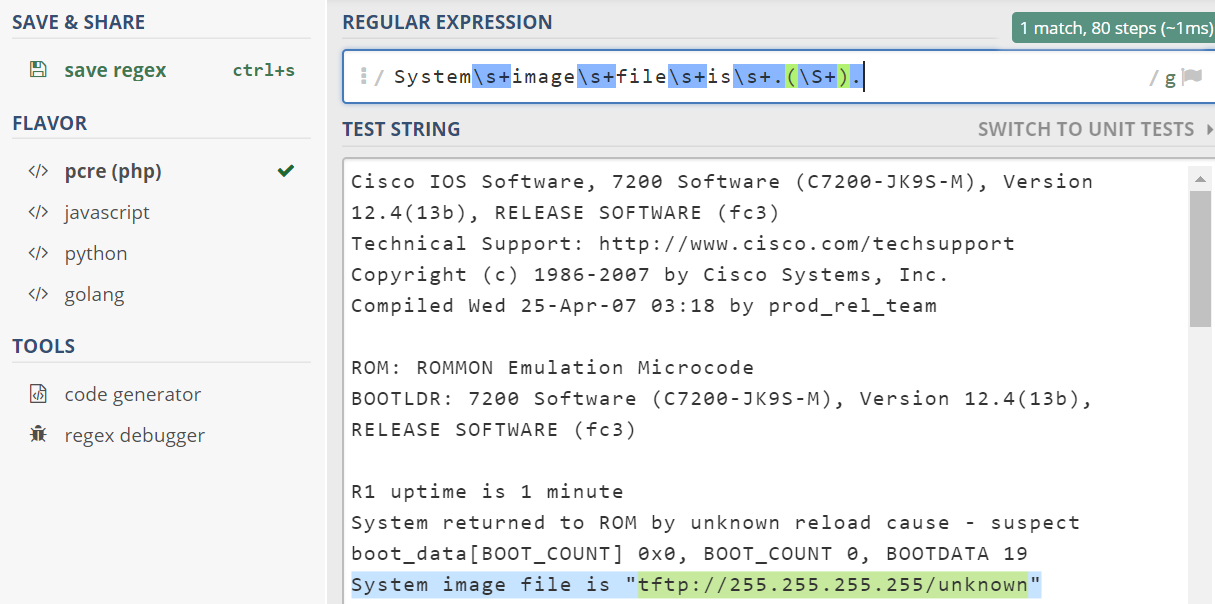 SAVE & SHARE
save regex ctrl+s
FLAVOR
</> pcre (php)
</> javascript
</> python
</> golang
TOOLS
code generator
regex debugger
REGULAR EXPRESSION
1 match, 80 steps (~1ms)
/ System\s+image\s+file\s+is\s+.(\S+). / g
TEST STRING
SWITCH TO UNIT TESTS
Cisco IOS Software, 7200 Software (C7200-JK9S-M), Version
12.4(13b), RELEASE SOFTWARE (fc3)
Technical Support: http://www.cisco.com/techsupport
Copyright (c) 1986-2007 by Cisco Systems, Inc.
Compiled Wed 25-Apr-07 03:18 by prod_rel_team
ROM: ROMMON Emulation Microcode
BOOTLDR: 7200 Software (C7200-JK9S-M), Version 12.4(13b),
RELEASE SOFTWARE (fc3)
R1 uptime is 1 minute
System returned to ROM by unknown reload cause - suspect
boot_data[BOOT_COUNT] 0x0, BOOT_COUNT 0, BOOTDATA 19
System image file is "tftp://255.255.255.255/unknown"